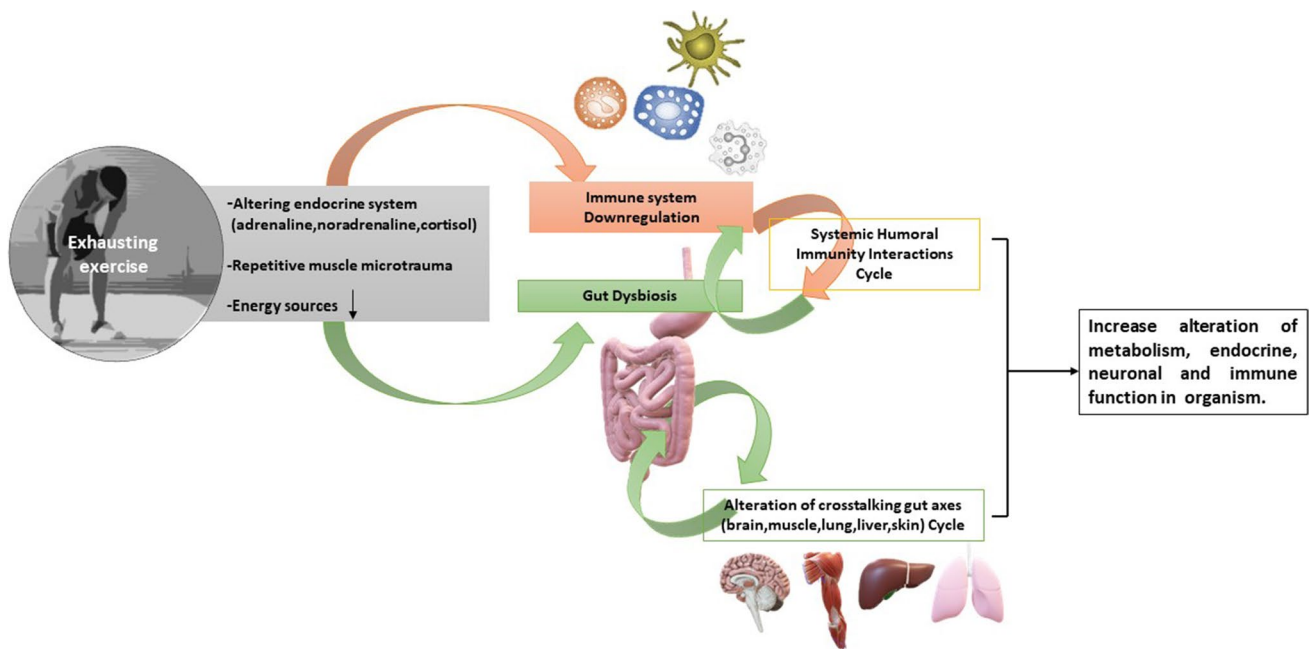 Exhausting
exercise
-Altering endocrine system
(adrenaline,noradrenaline,cortisol)
-Repetitive muscle microtrauma
-Energy sources ↓
Immune system
Downregulation
Gut Dysbiosis
Systemic Humoral
Immunity Interactions
Cycle
Alteration of crosstalking gut axes
(brain,muscle,lung,liver,skin) Cycle
Increase alteration of
metabolism, endocrine,
neuronal and immune
function in organism.